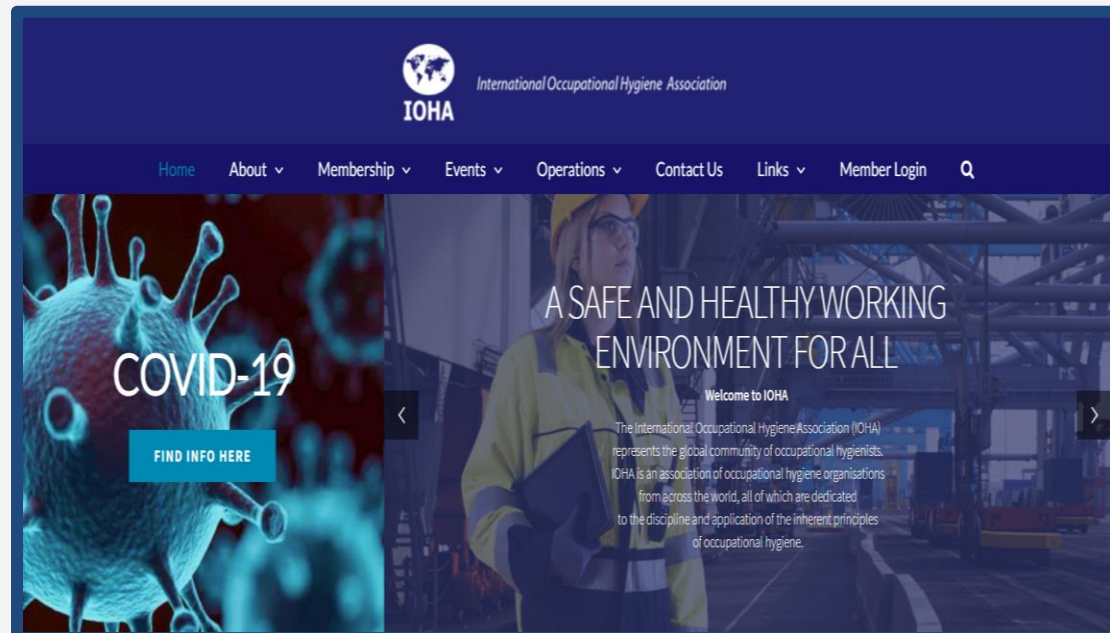 IOHA
International Occupational Hygiene Association
Home About Membership Events Operations Contact Us Links Member Login
COVID-19
FIND INFO HERE
A SAFE AND HEALTHY WORKING
ENVIRONMENT FOR ALL
Welcome to IOHA
The International Occupational Hygiene Association (IOHA)
represents the global community of occupational hygienists.
IOHA is an association of occupational hygiene organisations
from across the world, all of which are dedicated
to the discipline and application of the inherent principles
of occupational hygiene.
21